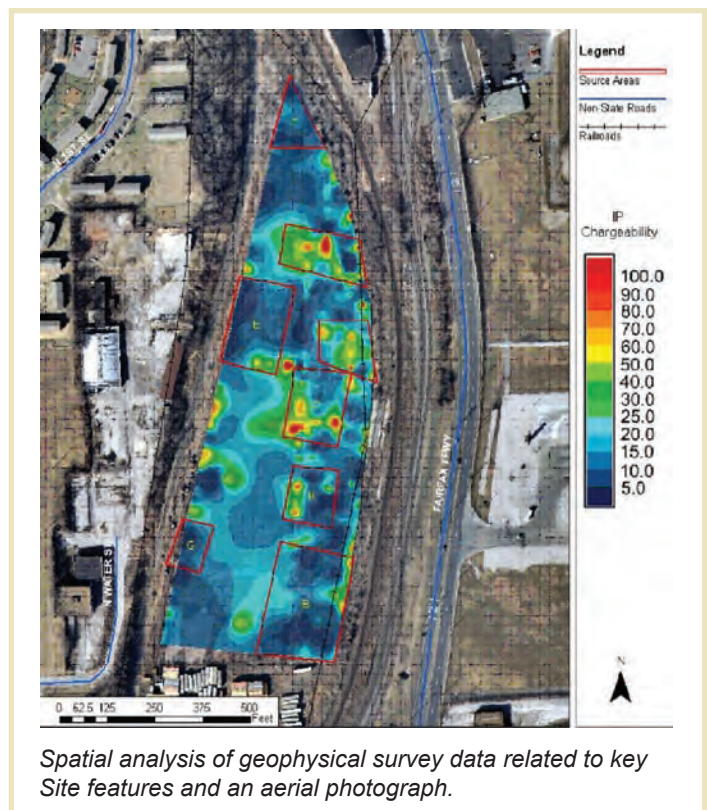 Legend
Source Areas
Non-State Roads
Railroads
IP
Chargeability
100.0
90.0
80.0
70.0
60.0
50.0
40.0
30.0
25.0
20.0
15.0
10.0
5.0
E
H
G
B
FAIRFAX TFWY
N WATER S
N
0 62.5 125 250 375 500
Feet
Spatial analysis of geophysical survey data related to key
Site features and an aerial photograph.